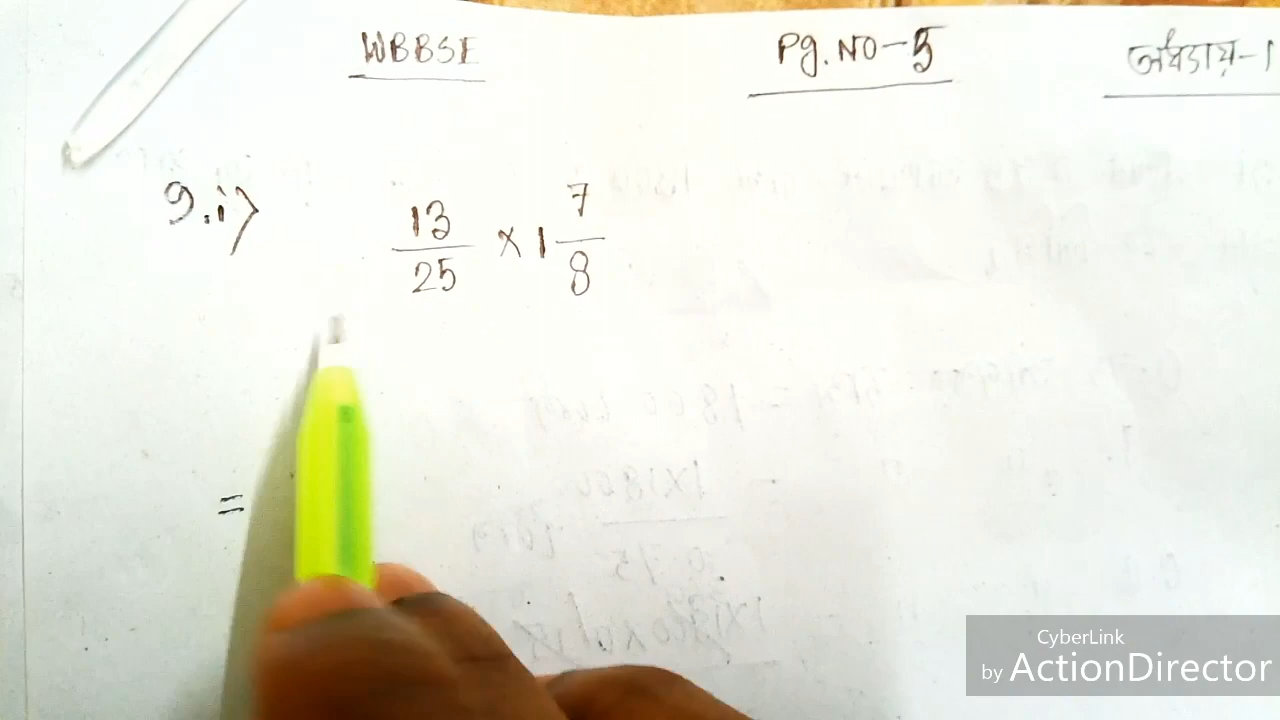 WBBSE Pg.NO-5 অধ্যায়-1
9.i> 13/25 × 1 7/8
=
CyberLink
by ActionDirector